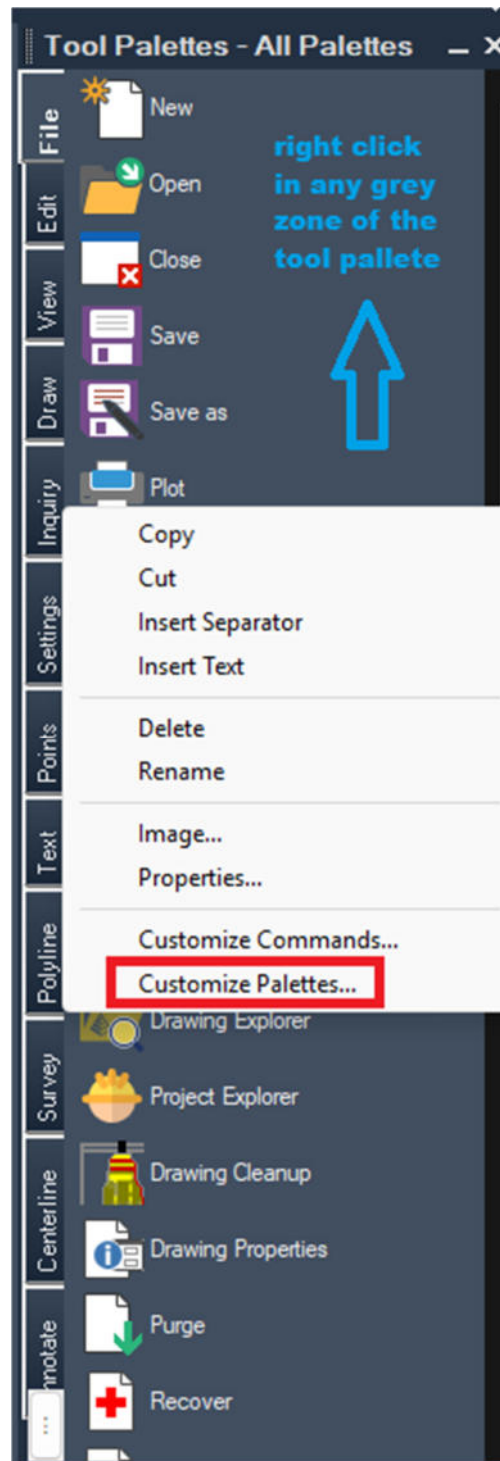 Tool Palettes - All Palettes
File
Edit
View
Draw
Inquiry
Settings
Points
Text
Polyline
Survey
Centerline
nnotate
...
New
Open
Close
Save
Save as
Plot
right click
in any grey
zone of the
tool pallete
Copy
Cut
Insert Separator
Insert Text
Delete
Rename
Image...
Properties...
Customize Commands...
Customize Palettes...
Drawing Explorer
Project Explorer
Drawing Cleanup
Drawing Properties
Purge
Recover